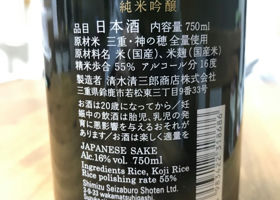 純米吟醸
品目 日本酒 内容量 750ml
原材米 三重・神の穂 全量使用
原材料名 米(国産)、米麹(国産米)
精米歩合 55% アルコール分 16度
製造者 清水清三郎商店株式会社
三重県鈴鹿市若松東三丁目9番33号
お酒は20歳になってから/妊
娠中の飲酒は胎児、乳児の発
育に悪影響を与えるおそれが
あります/お酒は楽しく適量を
JAPANESE SAKE
Alc.16% vol. 750ml
Ingredients Rice, Koji Rice
Rice polishing rate 55%
Shimizu Seizaburo Shoten Ltd.
3-9-33 wakamatsuhigashi,